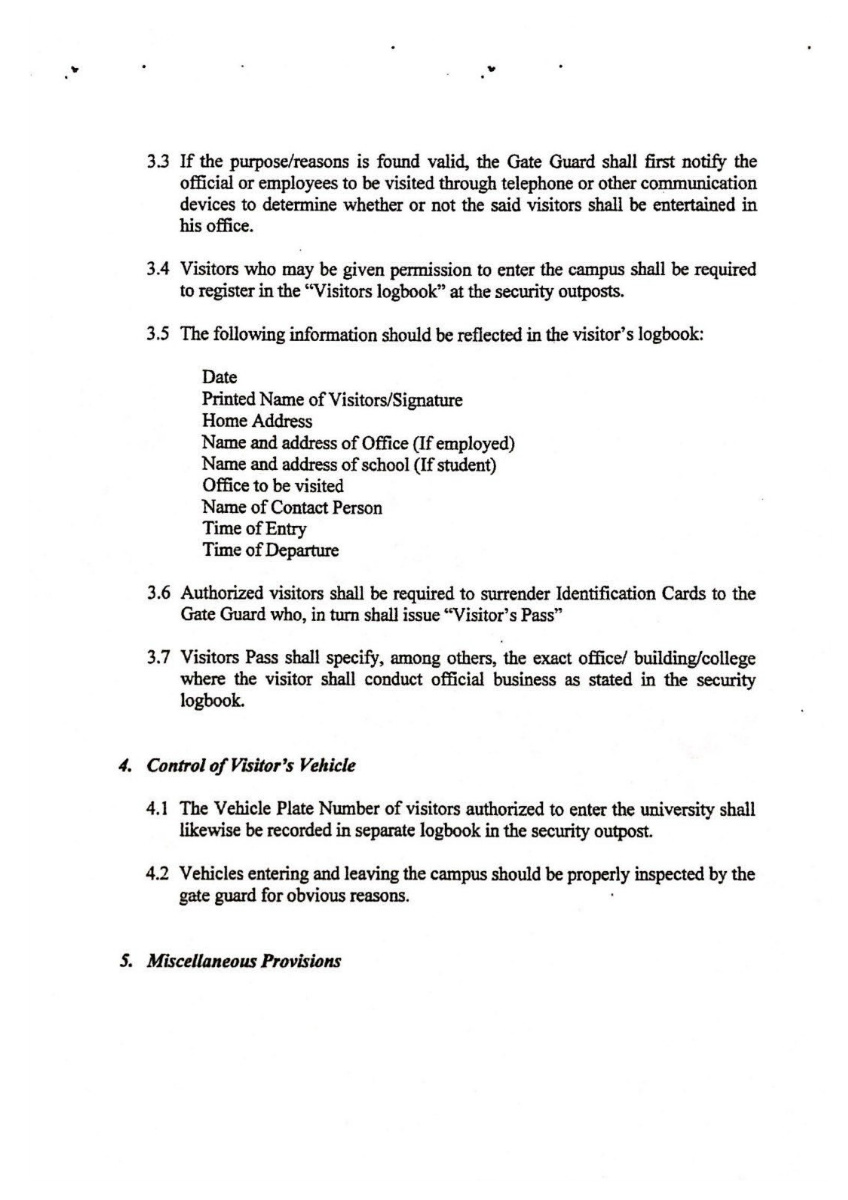 3.3 If the purpose/reasons is found valid, the Gate Guard shall first notify the
official or employees to be visited through telephone or other communication
devices to determine whether or not the said visitors shall be entertained in
his office.
3.4 Visitors who may be given permission to enter the campus shall be required
to register in the “Visitors logbook” at the security outposts.
3.5 The following information should be reflected in the visitor’s logbook:
Date
Printed Name of Visitors/Signature
Home Address
Name and address of Office (If employed)
Name and address of school (If student)
Office to be visited
Name of Contact Person
Time of Entry
Time of Departure
3.6 Authorized visitors shall be required to surrender Identification Cards to the
Gate Guard who, in turn shall issue “Visitor’s Pass”
3.7 Visitors Pass shall specify, among others, the exact office/ building/college
where the visitor shall conduct official business as stated in the security
logbook.
4. Control of Visitor’s Vehicle
4.1 The Vehicle Plate Number of visitors authorized to enter the university shall
likewise be recorded in separate logbook in the security outpost.
4.2 Vehicles entering and leaving the campus should be properly inspected by the
gate guard for obvious reasons.
5. Miscellaneous Provisions